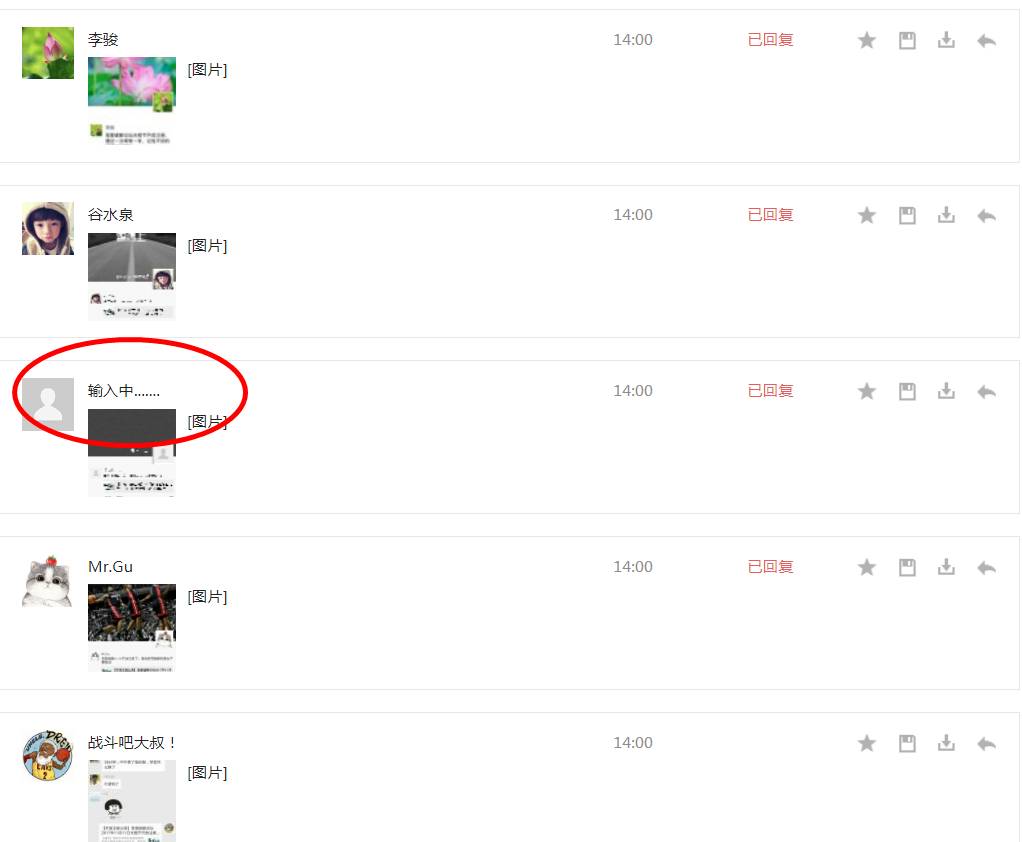 李骏
14:00
已回复
[图片]
谷水泉
14:00
已回复
[图片]
输入中.......
14:00
已回复
[图片]
Mr.Gu
14:00
已回复
[图片]
战斗吧大叔！
14:00
[图片]